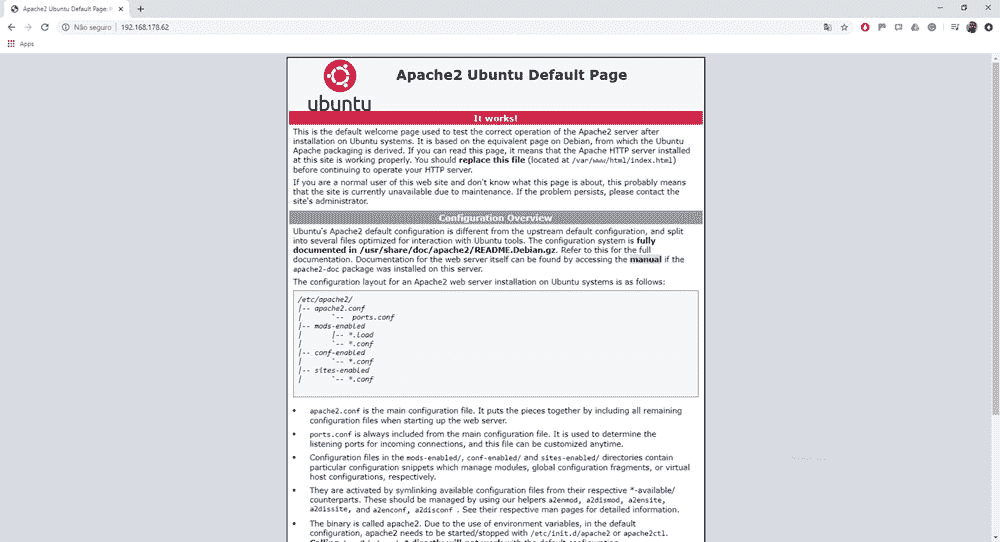 Apache2 Ubuntu Default Page: It
Não seguro | 192.168.178.62
Apps
ubuntu
Apache2 Ubuntu Default Page
It works!
This is the default welcome page used to test the correct operation of the Apache2 server after
installation on Ubuntu systems. It is based on the equivalent page on Debian, from which the Ubuntu
Apache packaging is derived. If you can read this page, it means that the Apache HTTP server installed
at this site is working properly. You should replace this file (located at /var/www/html/index.html)
before continuing to operate your HTTP server.
If you are a normal user of this web site and don't know what this page is about, this probably means
that the site is currently unavailable due to maintenance. If the problem persists, please contact the
site's administrator.
Configuration Overview
Ubuntu's Apache2 default configuration is different from the upstream default configuration, and split
into several files optimized for interaction with Ubuntu tools. The configuration system is fully
documented in /usr/share/doc/apache2/README.Debian.gz. Refer to this for the full
documentation. Documentation for the web server itself can be found by accessing the manual if the
apache2-doc package was installed on this server.
The configuration layout for an Apache2 web server installation on Ubuntu systems is as follows:
/etc/apache2/
|-- apache2.conf
|       `--  ports.conf
|-- mods-enabled
|       |-- *.load
|       `-- *.conf
|-- conf-enabled
|       `-- *.conf
|-- sites-enabled
|       `-- *.conf
• apache2.conf is the main configuration file. It puts the pieces together by including all remaining
configuration files when starting up the web server.
• ports.conf is always included from the main configuration file. It is used to determine the
listening ports for incoming connections, and this file can be customized anytime.
• Configuration files in the mods-enabled/, conf-enabled/ and sites-enabled/ directories contain
particular configuration snippets which manage modules, global configuration fragments, or virtual
host configurations, respectively.
• They are activated by symlinking available configuration files from their respective *-available/
counterparts. These should be managed by using our helpers a2enmod, a2dismod, a2ensite,
a2dissite, and a2enconf, a2disconf . See their respective man pages for detailed information.
• The binary is called apache2. Due to the use of environment variables, in the default
configuration, apache2 needs to be started/stopped with /etc/init.d/apache2 or apache2ctl.